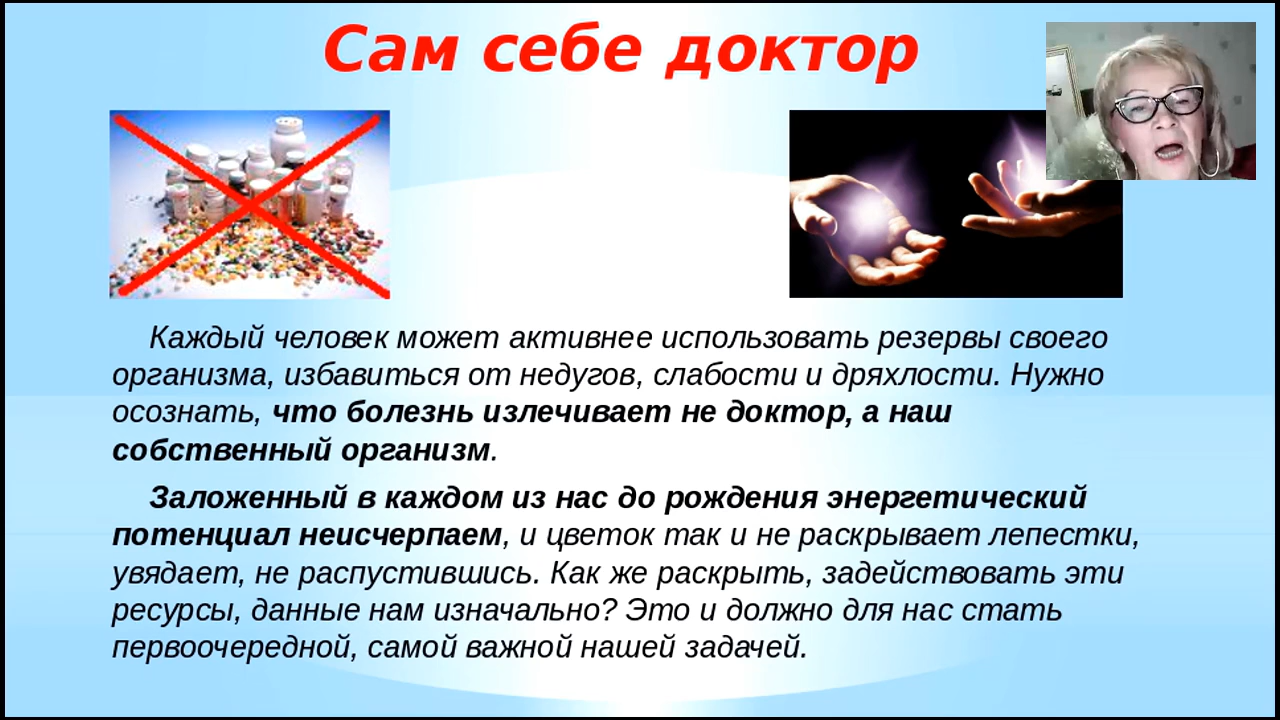 Сам себе доктор
Каждый человек может активнее использовать резервы своего
организма, избавиться от недугов, слабости и дряхлости. Нужно
осознать, что болезнь излечивает не доктор, а наш
собственный организм.
Заложенный в каждом из нас до рождения энергетический
потенциал неисчерпаем, и цветок так и не раскрывает лепестки,
увядает, не распустившись. Как же раскрыть, задействовать эти
ресурсы, данные нам изначально? Это и должно для нас стать
первоочередной, самой важной нашей задачей.